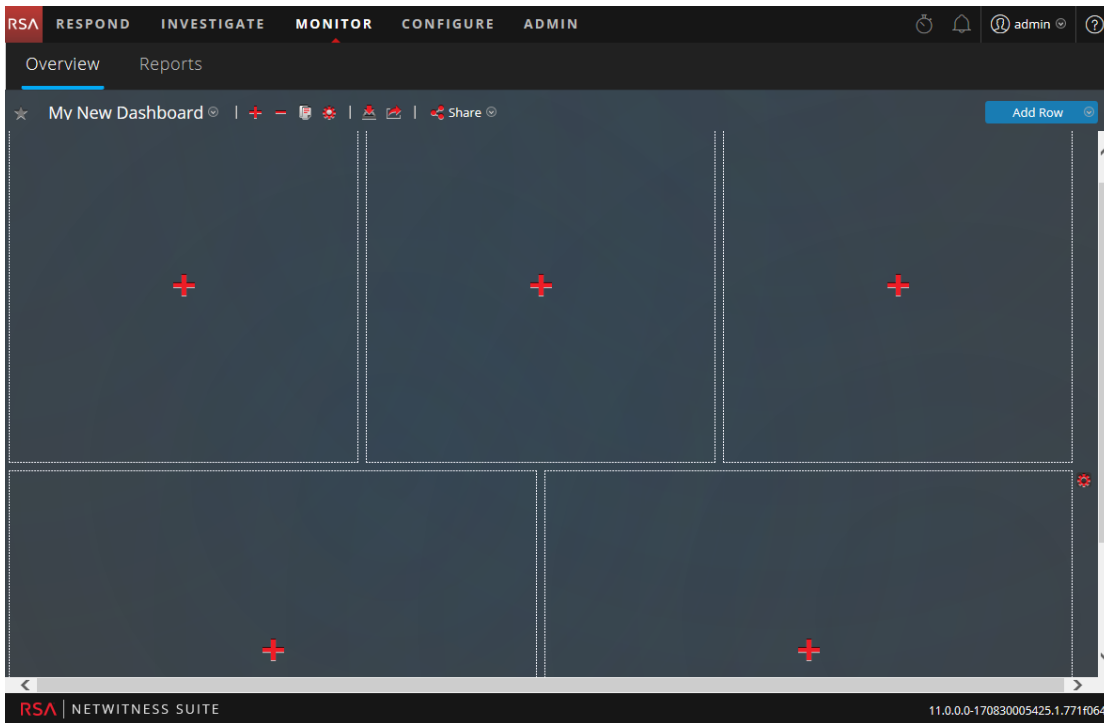 RSA RESPOND INVESTIGATE MONITOR CONFIGURE ADMIN admin ?
Overview Reports
My New Dashboard | | | Share Add Row
RSA | NETWITNESS SUITE 11.0.0.0-170830005425.1.771f064